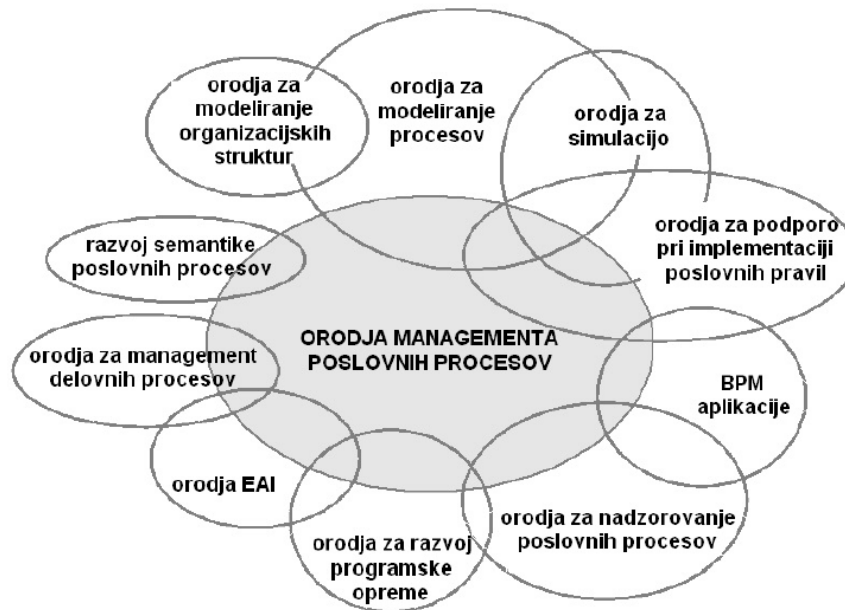 orodja za
modeliranje
organizacijskih
struktur
orodja za
modeliranje
procesov
orodja za
simulacijo
orodja za podporo
pri implementaciji
poslovnih pravil
razvoj semantike
poslovnih procesov
ORODJA MANAGEMENTA
POSLOVNIH PROCESOV
orodja za management
delovnih procesov
BPM
aplikacije
orodja EAI
orodja za nadzorovanje
poslovnih procesov
orodja za razvoj
programske
opreme